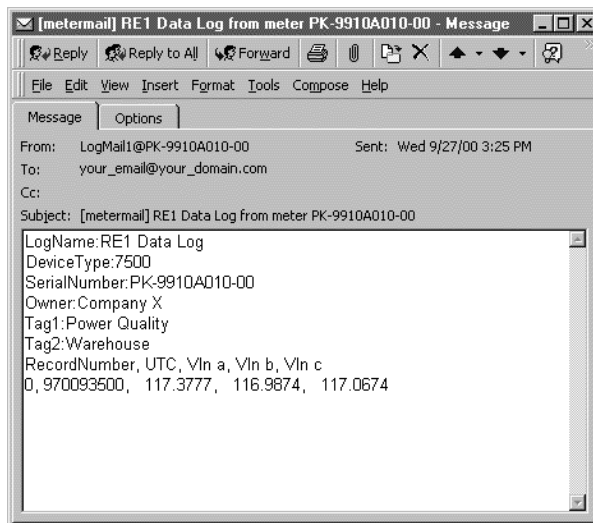 [metermail] RE1 Data Log from meter PK-9910A010-00 - Message
Reply Reply to All Forward
File Edit View Insert Format Tools Compose Help
Message Options
From: LogMail1@PK-9910A010-00 Sent: Wed 9/27/00 3:25 PM
To: your_email@your_domain.com
Cc:
Subject: [metermail] RE1 Data Log from meter PK-9910A010-00
LogName:RE1 Data Log
DeviceType:7500
SerialNumber:PK-9910A010-00
Owner:Company X
Tag1:Power Quality
Tag2:Warehouse
RecordNumber, UTC, Vln a, Vln b, Vln c
0, 970093500, 117.3777, 116.9874, 117.0674